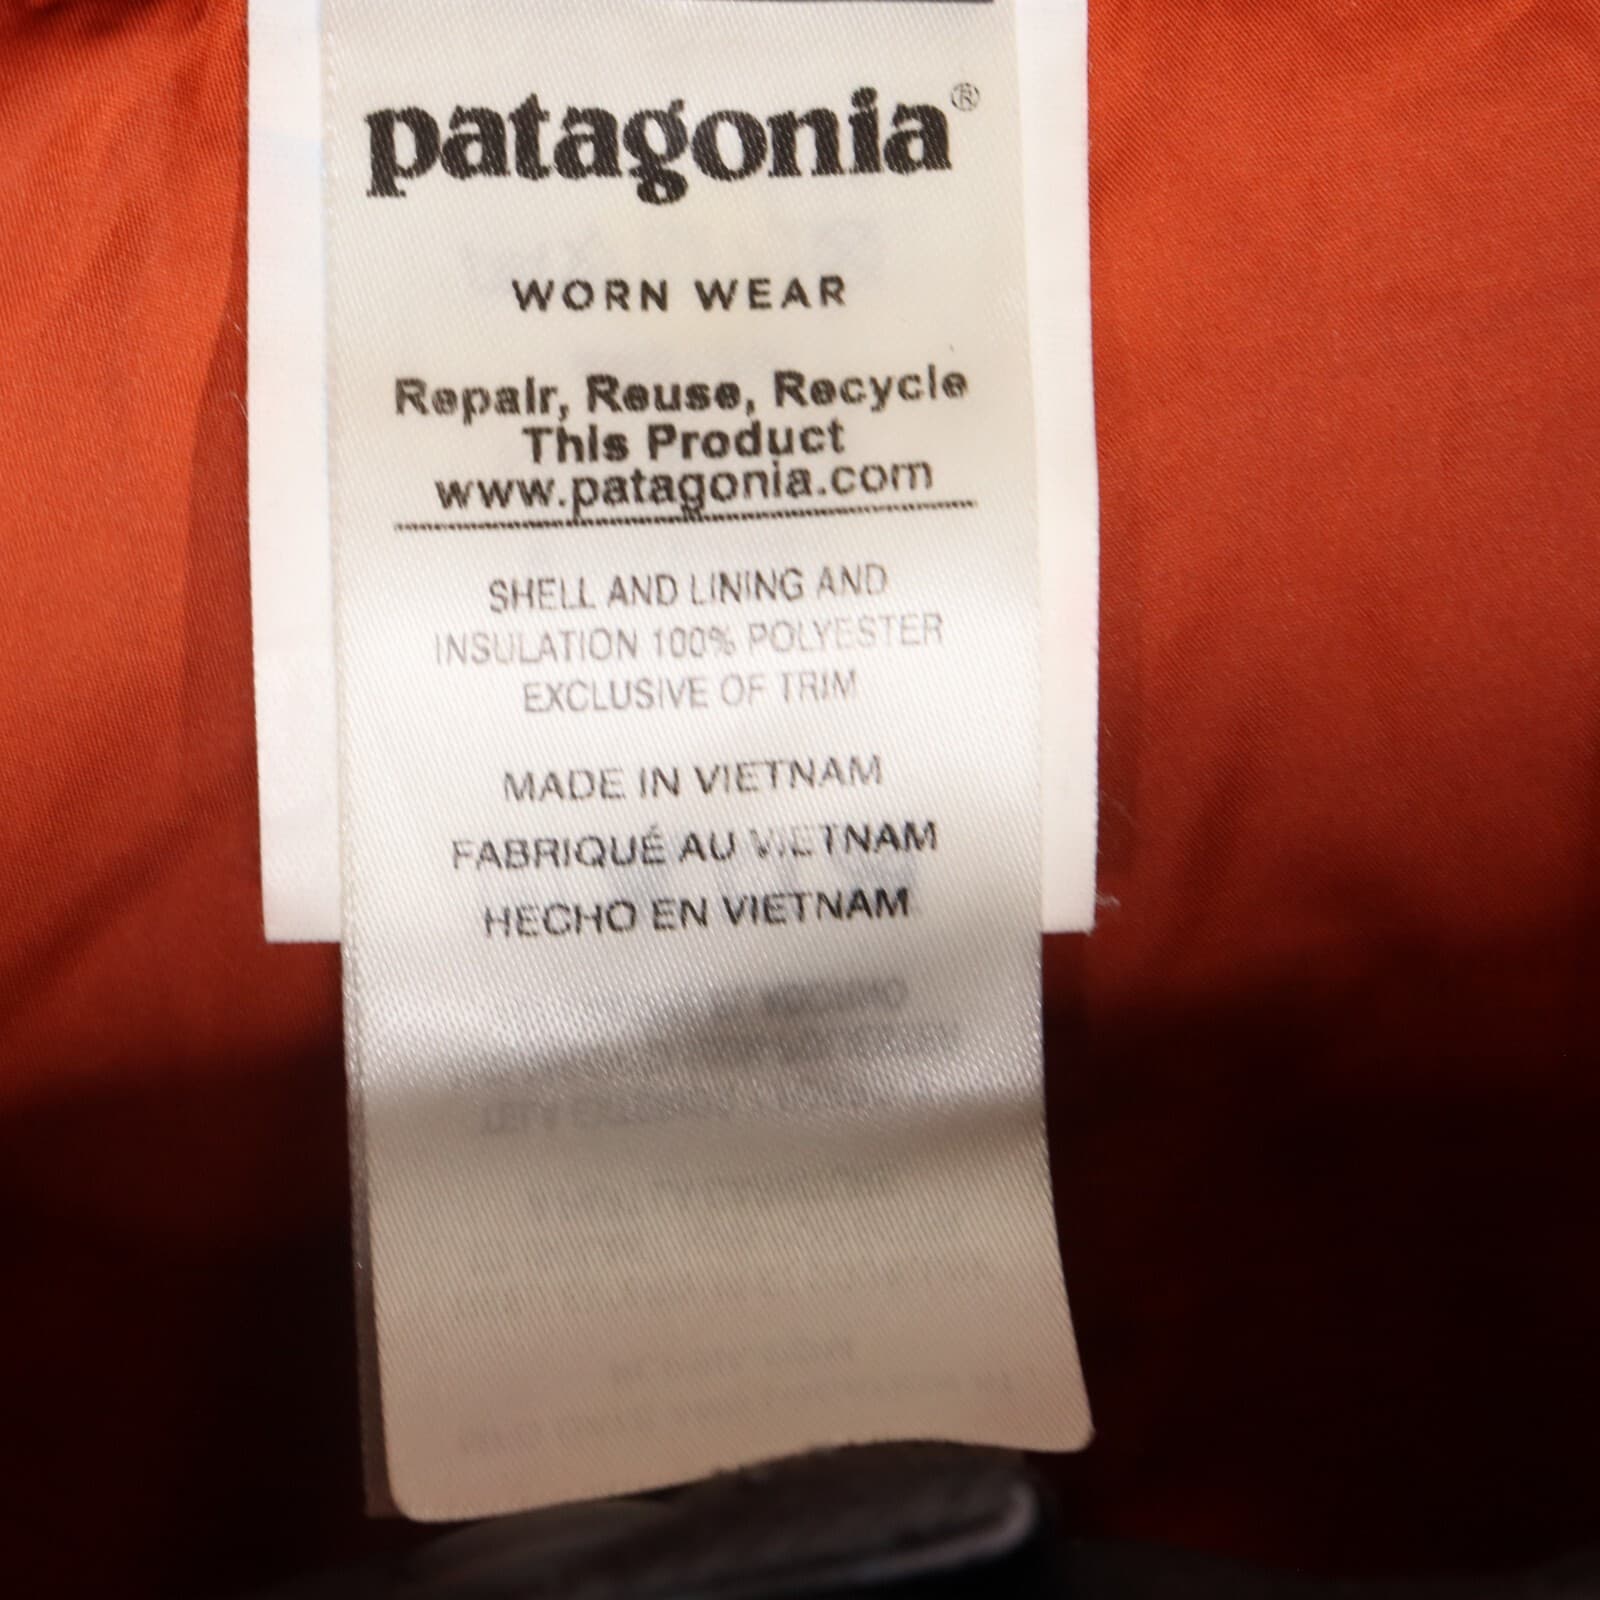 patagonia®
WORN WEAR
Repair, Reuse, Recycle
This Product
www.patagonia.com
SHELL AND LINING AND
INSULATION 100% POLYESTER
EXCLUSIVE OF TRIM
MADE IN VIETNAM
FABRIQUÉ AU VIETNAM
HECHO EN VIETNAM